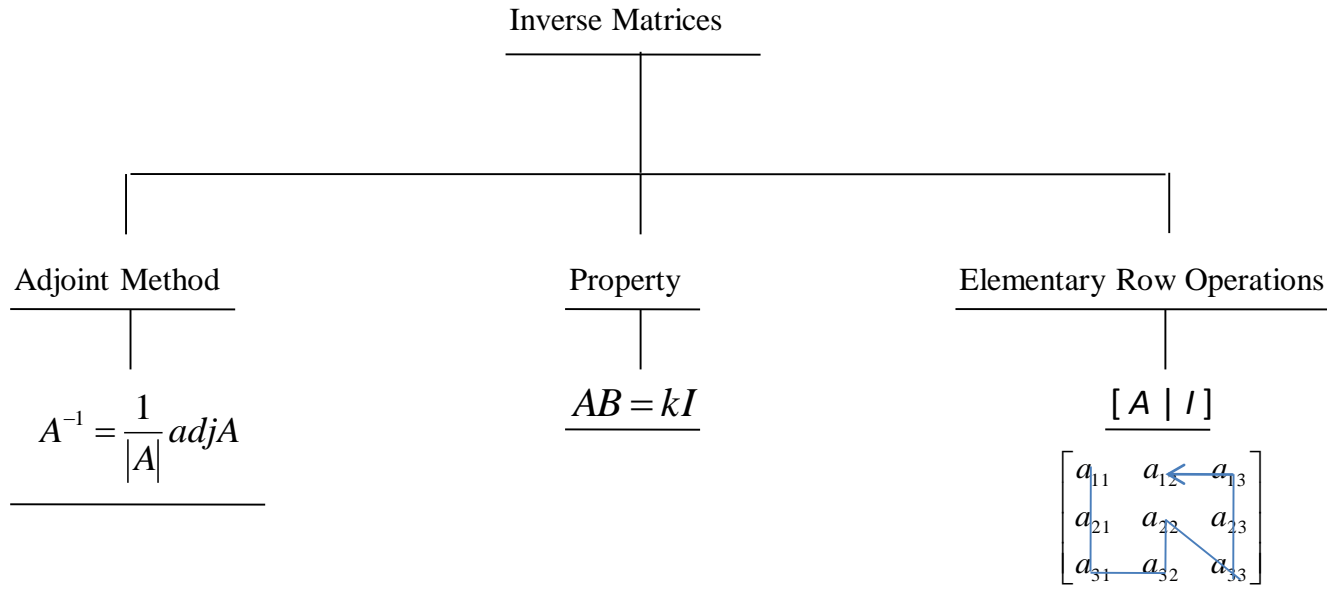 Inverse Matrices
Adjoint Method
Property
Elementary Row Operations
A⁻¹ = 1/|A| adjA
AB = kI
[ A | I ]
[ a₁₁ a₁₂ a₁₃ ]
[ a₂₁ a₂₂ a₂₃ ]
[ a₃₁ a₃₂ a₃₃ ]